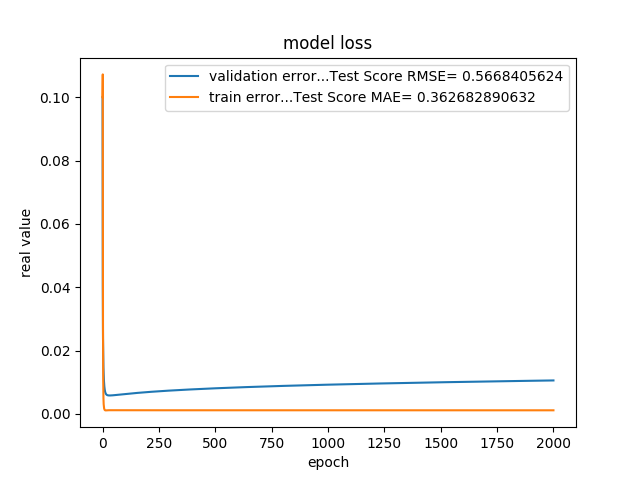 model loss
validation error...Test Score RMSE= 0.5668405624
train error...Test Score MAE= 0.362682890632
real value
0.10
0.08
0.06
0.04
0.02
0.00
0 250 500 750 1000 1250 1500 1750 2000
epoch